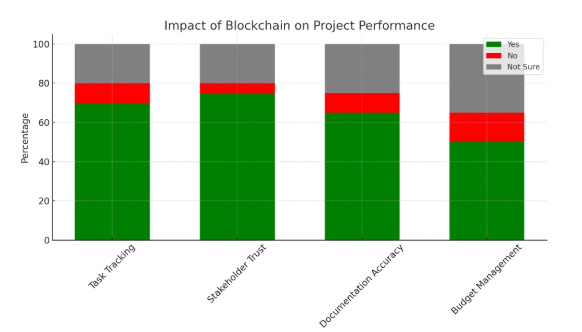 Impact of Blockchain on Project Performance
Yes
No
Not Sure
Percentage
100
80
60
40
20
0
Task Tracking
Stakeholder Trust
Documentation Accuracy
Budget Management